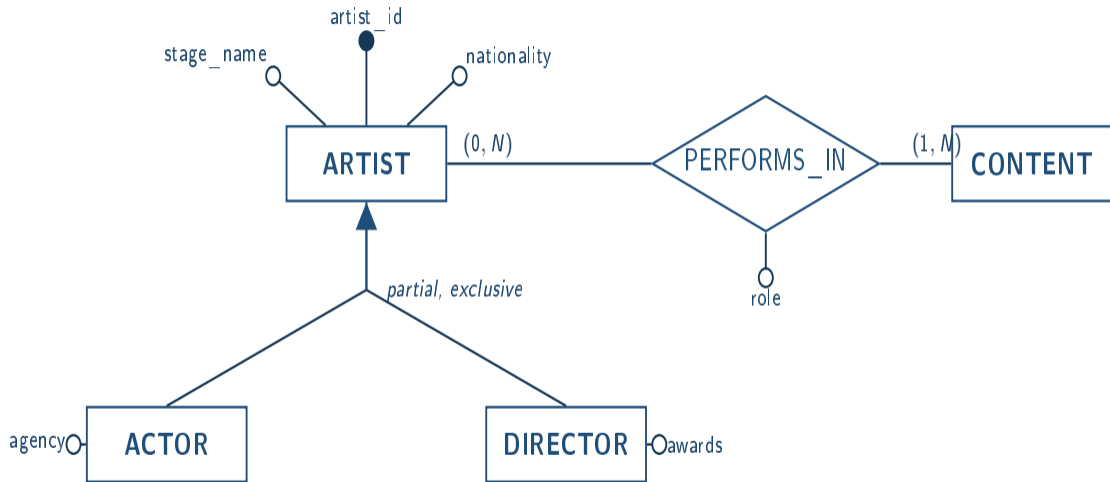 artist_id
stage_name
nationality
ARTIST
(0, N)
PERFORMS_IN
(1, N)
CONTENT
role
partial, exclusive
agency
ACTOR
DIRECTOR
awards